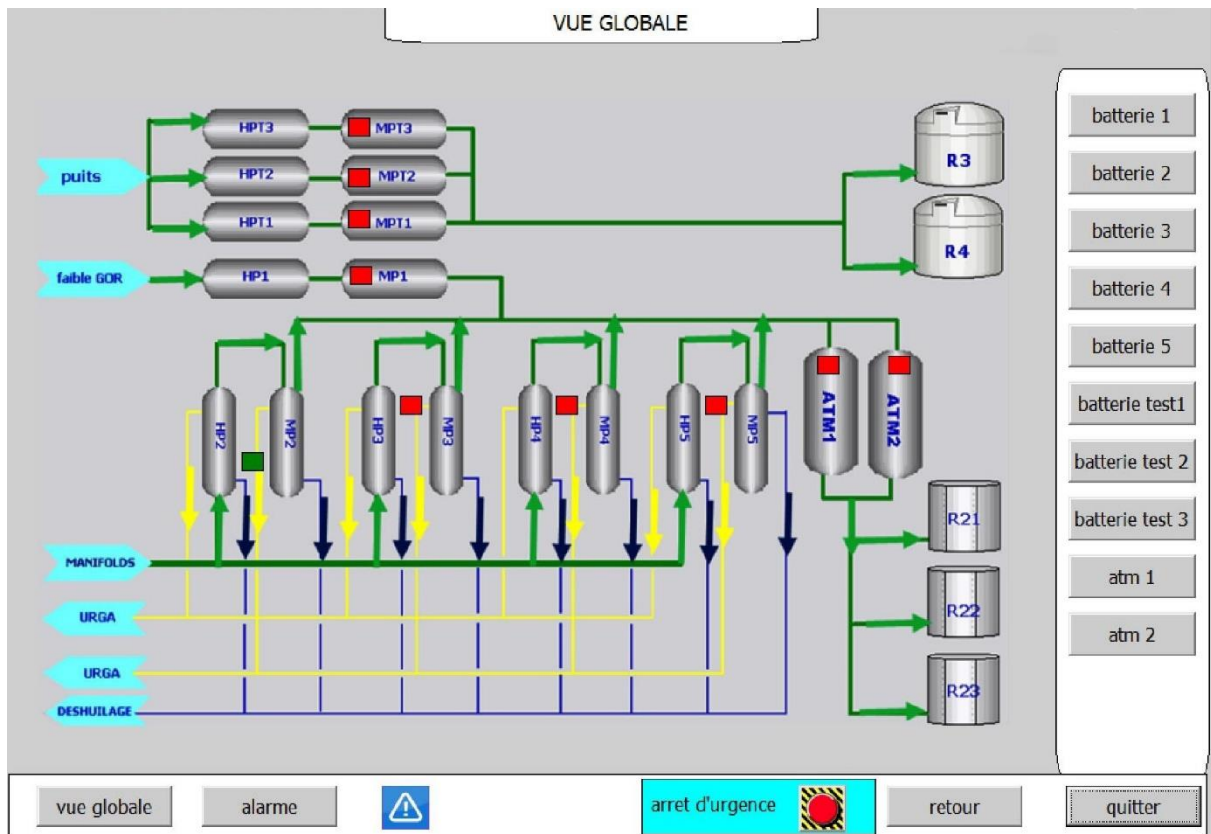 VUE GLOBALE
batterie 1
batterie 2
batterie 3
batterie 4
batterie 5
batterie test1
batterie test 2
batterie test 3
atm 1
atm 2
puits
HPT3
MPT3
HPT2
MPT2
HPT1
MPT1
R3
R4
faible GOR
HP1
MP1
HP2
MP2
HP3
MP3
HP4
MP4
HP5
MP5
ATM1
ATM2
R21
R22
R23
MANIFOLDS
URGA
URGA
DESHUILAGE
vue globale
alarme
arret d'urgence
retour
quitter